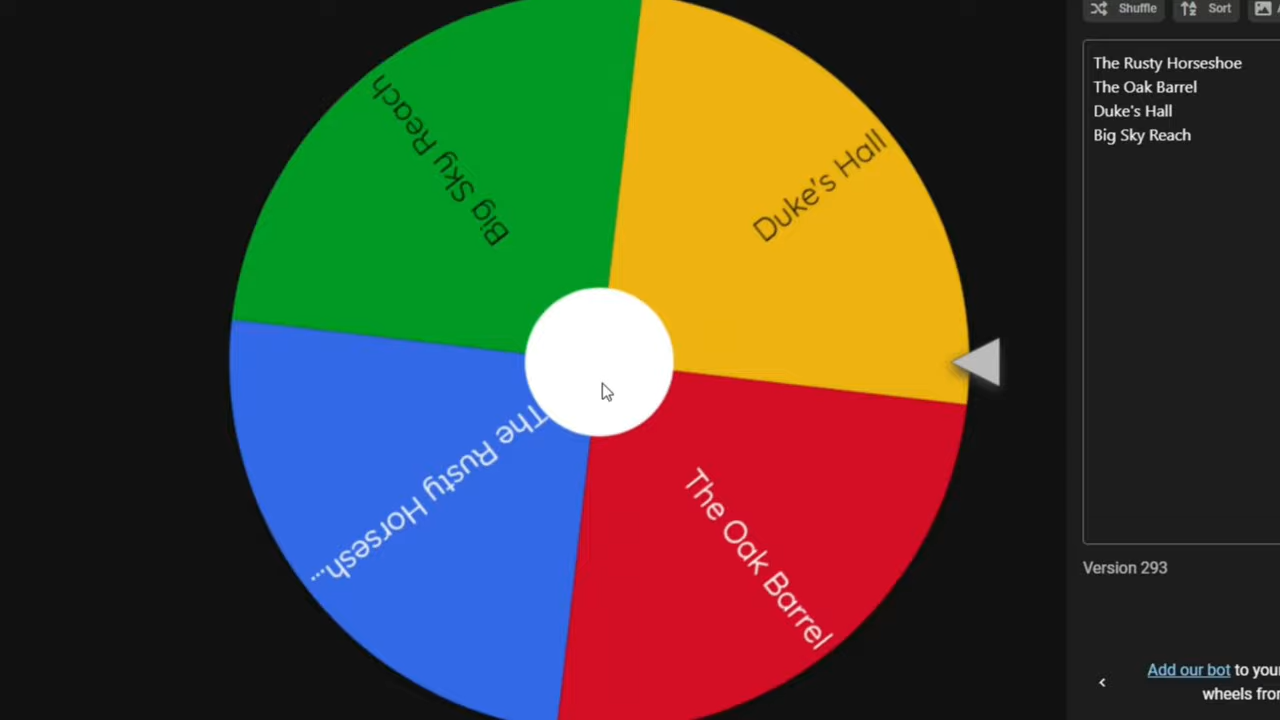 Shuffle
Sort
Big Sky Reach
Duke's Hall
The Rusty Horsesh...
The Oak Barrel
The Rusty Horseshoe
The Oak Barrel
Duke's Hall
Big Sky Reach
Version 293
Add our bot to your
wheels from